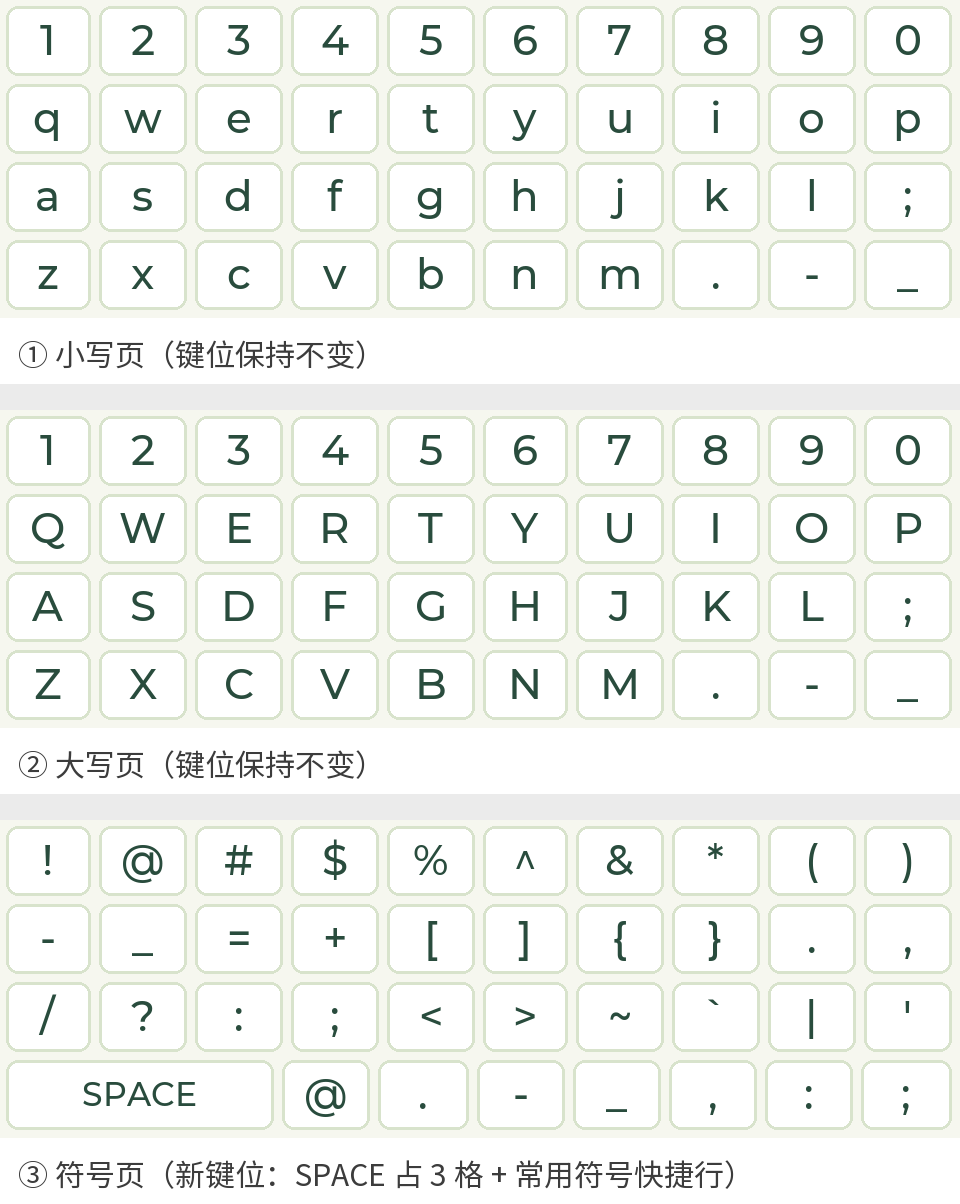 1 2 3 4 5 6 7 8 9 0
q w e r t y u i o p
a s d f g h j k l ;
z x c v b n m . - _
① 小写页（键位保持不变）
1 2 3 4 5 6 7 8 9 0
Q W E R T Y U I O P
A S D F G H J K L ;
Z X C V B N M . - _
② 大写页（键位保持不变）
! @ # $ % ^ & * ( )
- _ = + [ ] { } . ,
/ ? : ; < > ~ ` | '
SPACE @ . - _ , : ;
③ 符号页（新键位：SPACE 占 3 格 + 常用符号快捷行）